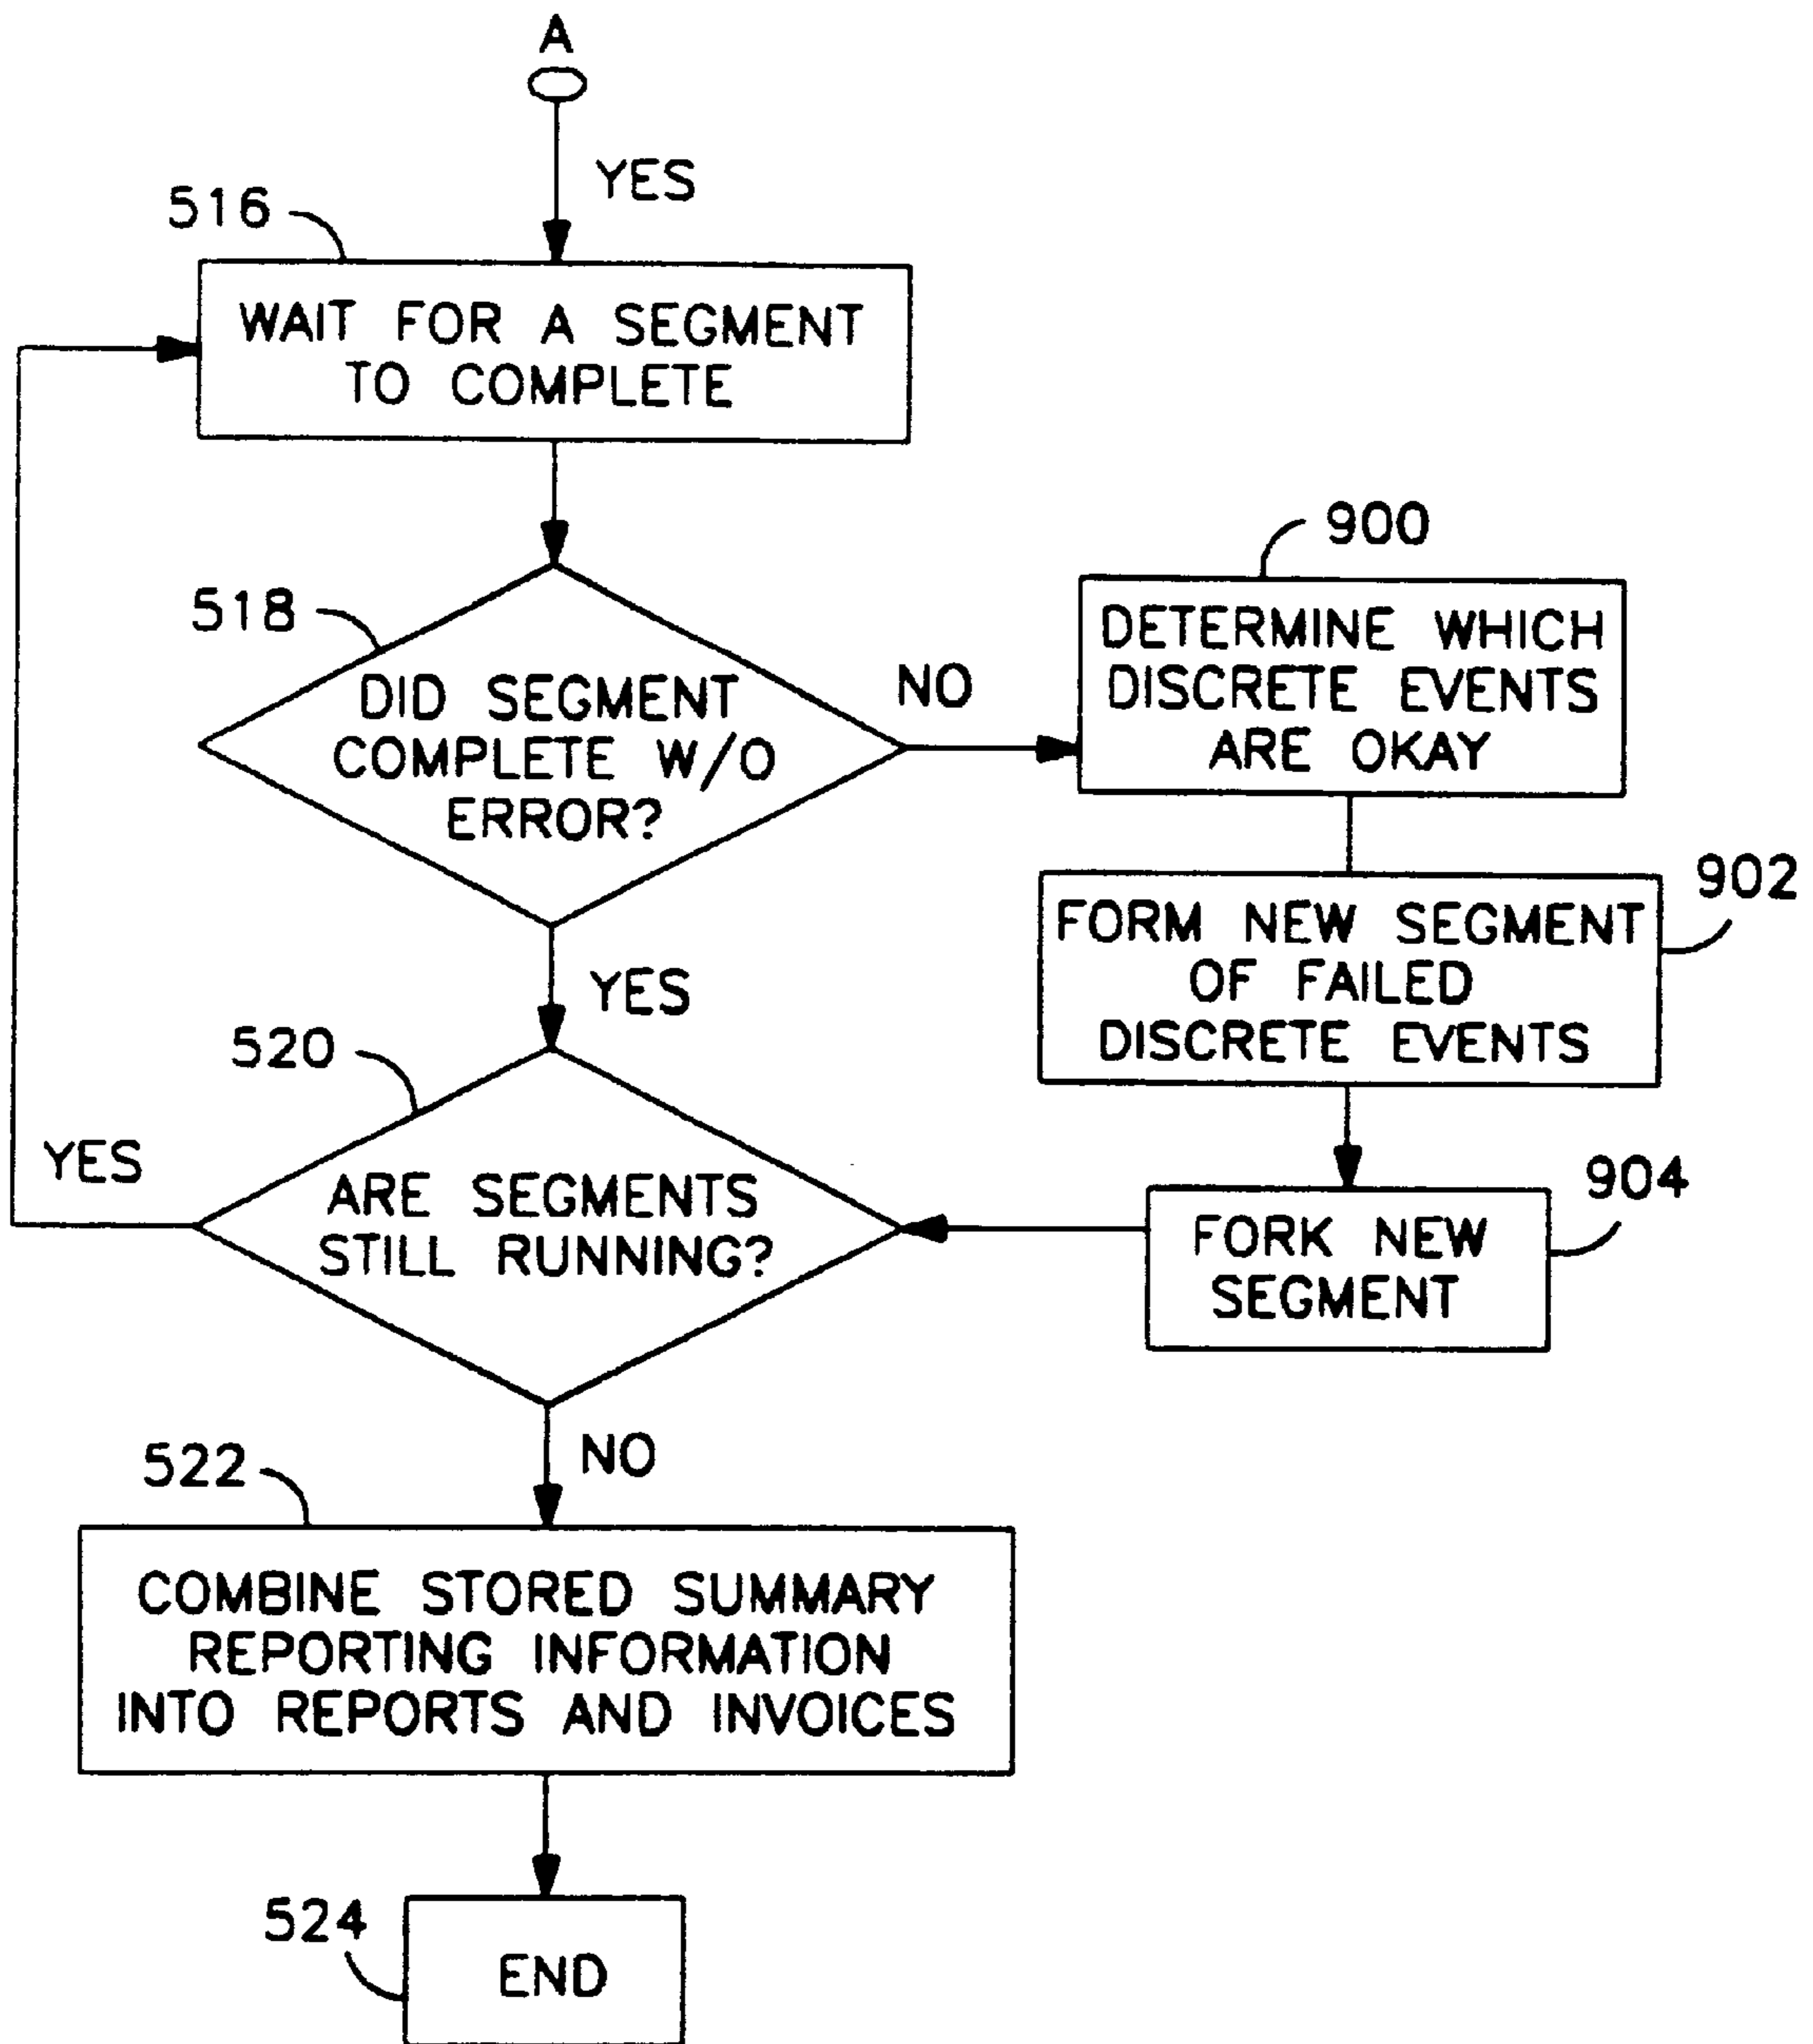 A
YES
516
WAIT FOR A SEGMENT
TO COMPLETE
518
DID SEGMENT
COMPLETE W/O
ERROR?
NO
900
DETERMINE WHICH
DISCRETE EVENTS
ARE OKAY
902
FORM NEW SEGMENT
OF FAILED
DISCRETE EVENTS
YES
520
YES
ARE SEGMENTS
STILL RUNNING?
904
FORK NEW
SEGMENT
NO
522
COMBINE STORED SUMMARY
REPORTING INFORMATION
INTO REPORTS AND INVOICES
524
END